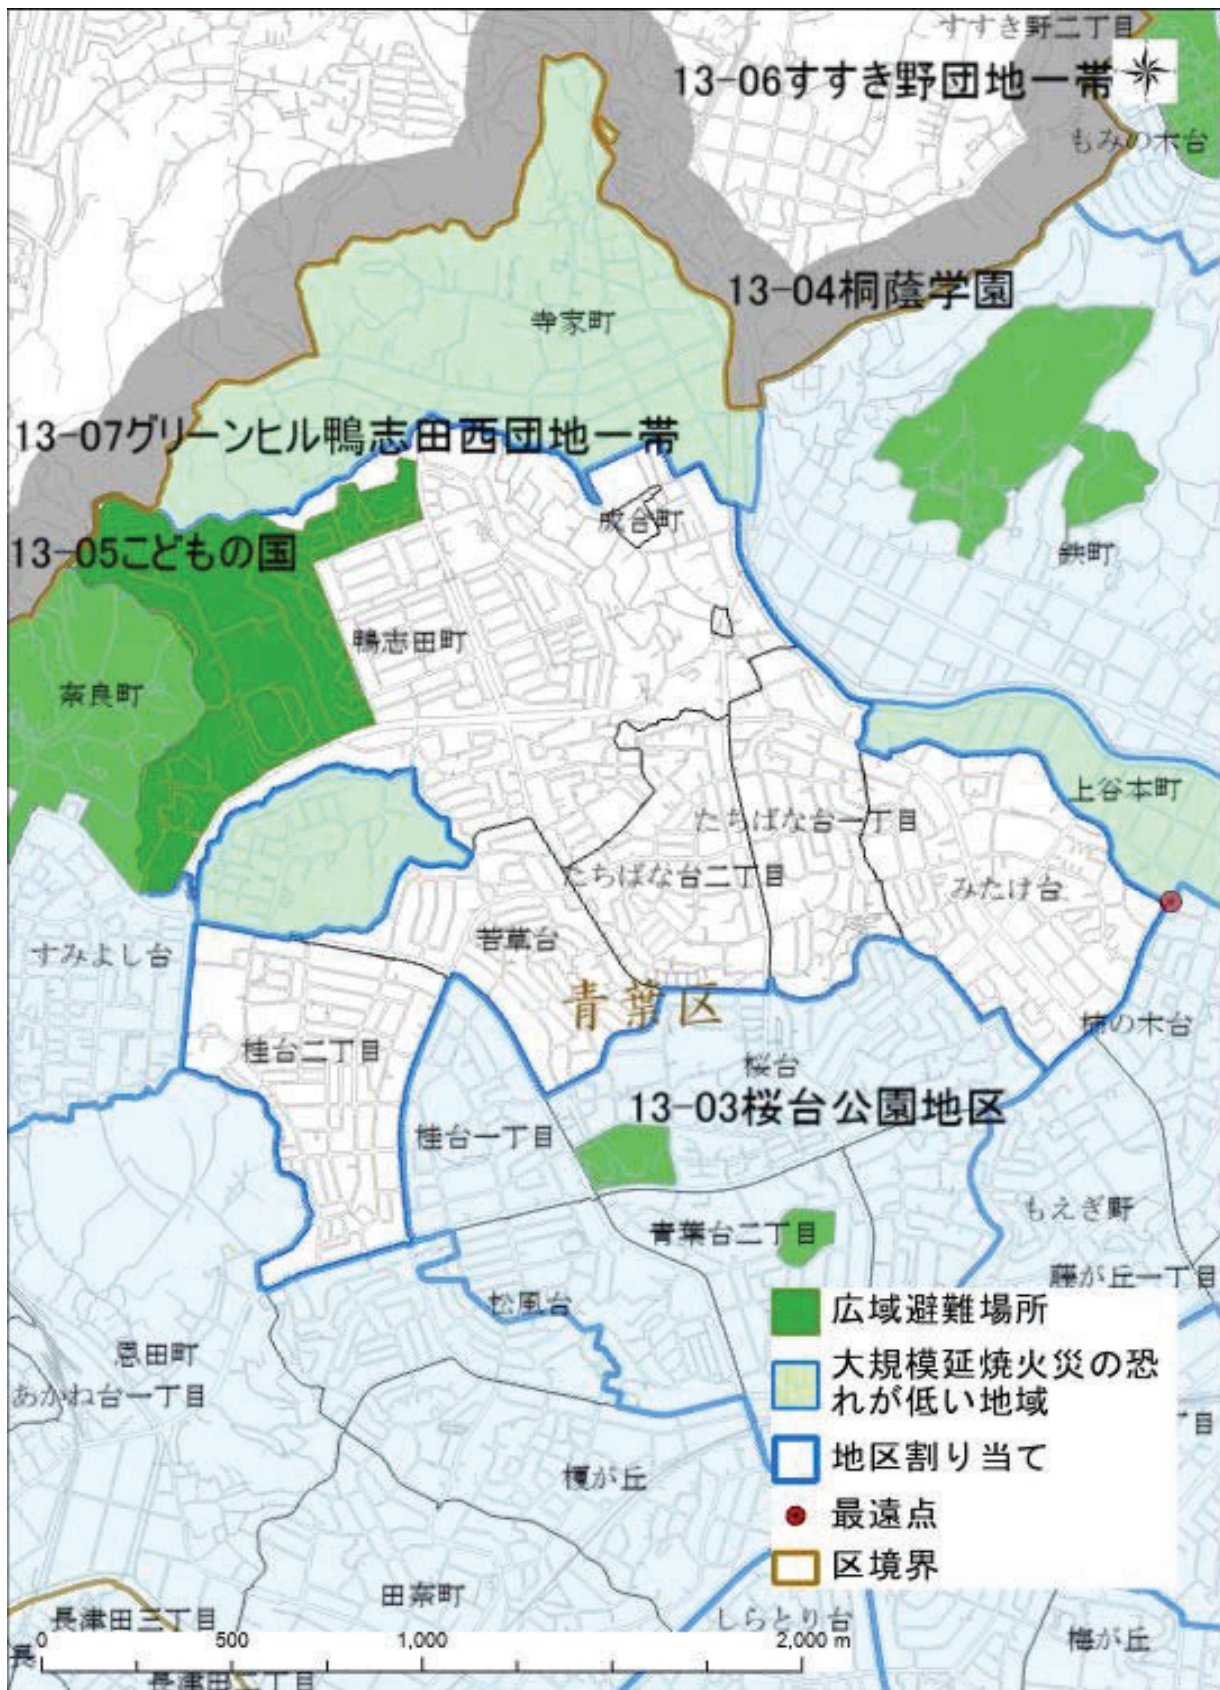 すすき野二丁目
13-06すすき野団地一帯
もみの木台
13-04桐蔭学園
寺家町
13-07グリーンヒル鴨志田西団地一帯
成合町
13-05こどもの国
鉄町
鴨志田町
奈良町
上谷本町
たちばな台一丁目
たちばな台二丁目
みたけ台
若草台
すみよし台
青葉区
柿の木台
桂台二丁目
桜台
13-03桜台公園地区
桂台一丁目
もえぎ野
青葉台二丁目
藤が丘一丁目
松風台
広域避難場所
恩田町
大規模延焼火災の恐
れが低い地域
あかね台一丁目
丁目
地区割り当て
榎が丘
最遠点
区境界
田奈町
長津田三丁目
しらとり台
梅が丘
0 500 1,000 2,000 m
長
長津田二丁目